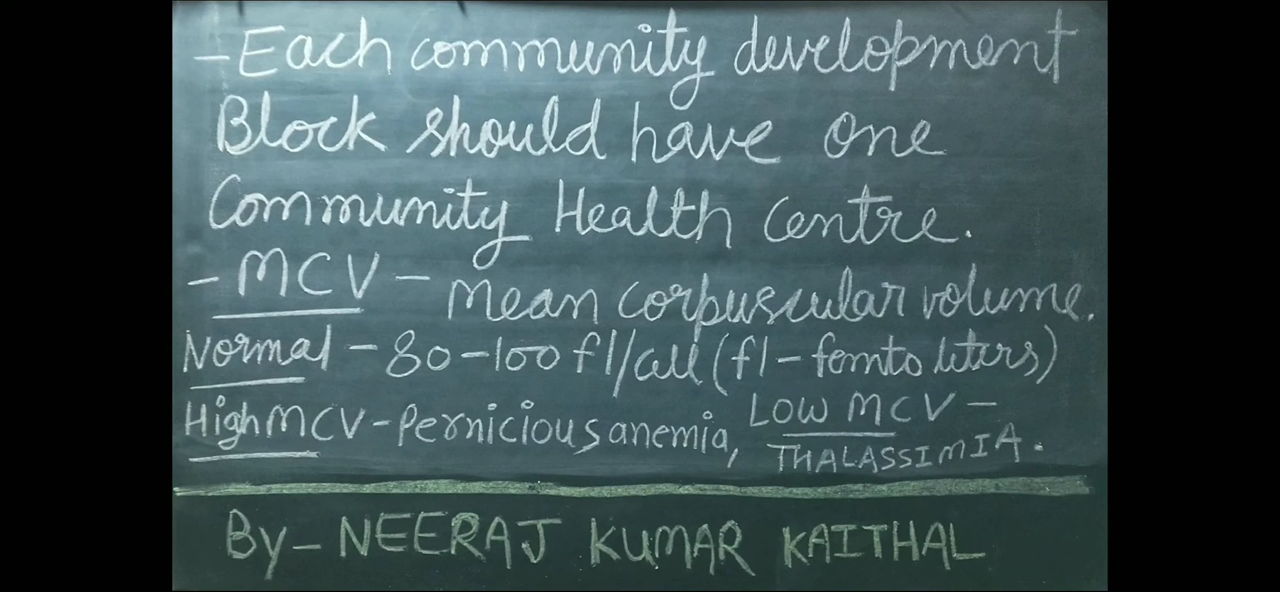 - Each community development
Block should have one
Community Health Centre.
- MCV - Mean corpuscular volume.
Normal - 80-100 fl/cell (fl - femto liters)
High MCV - Pernicious anemia, LOW MCV -
THALASSIMIA.
By - NEERAJ KUMAR KAITHAL